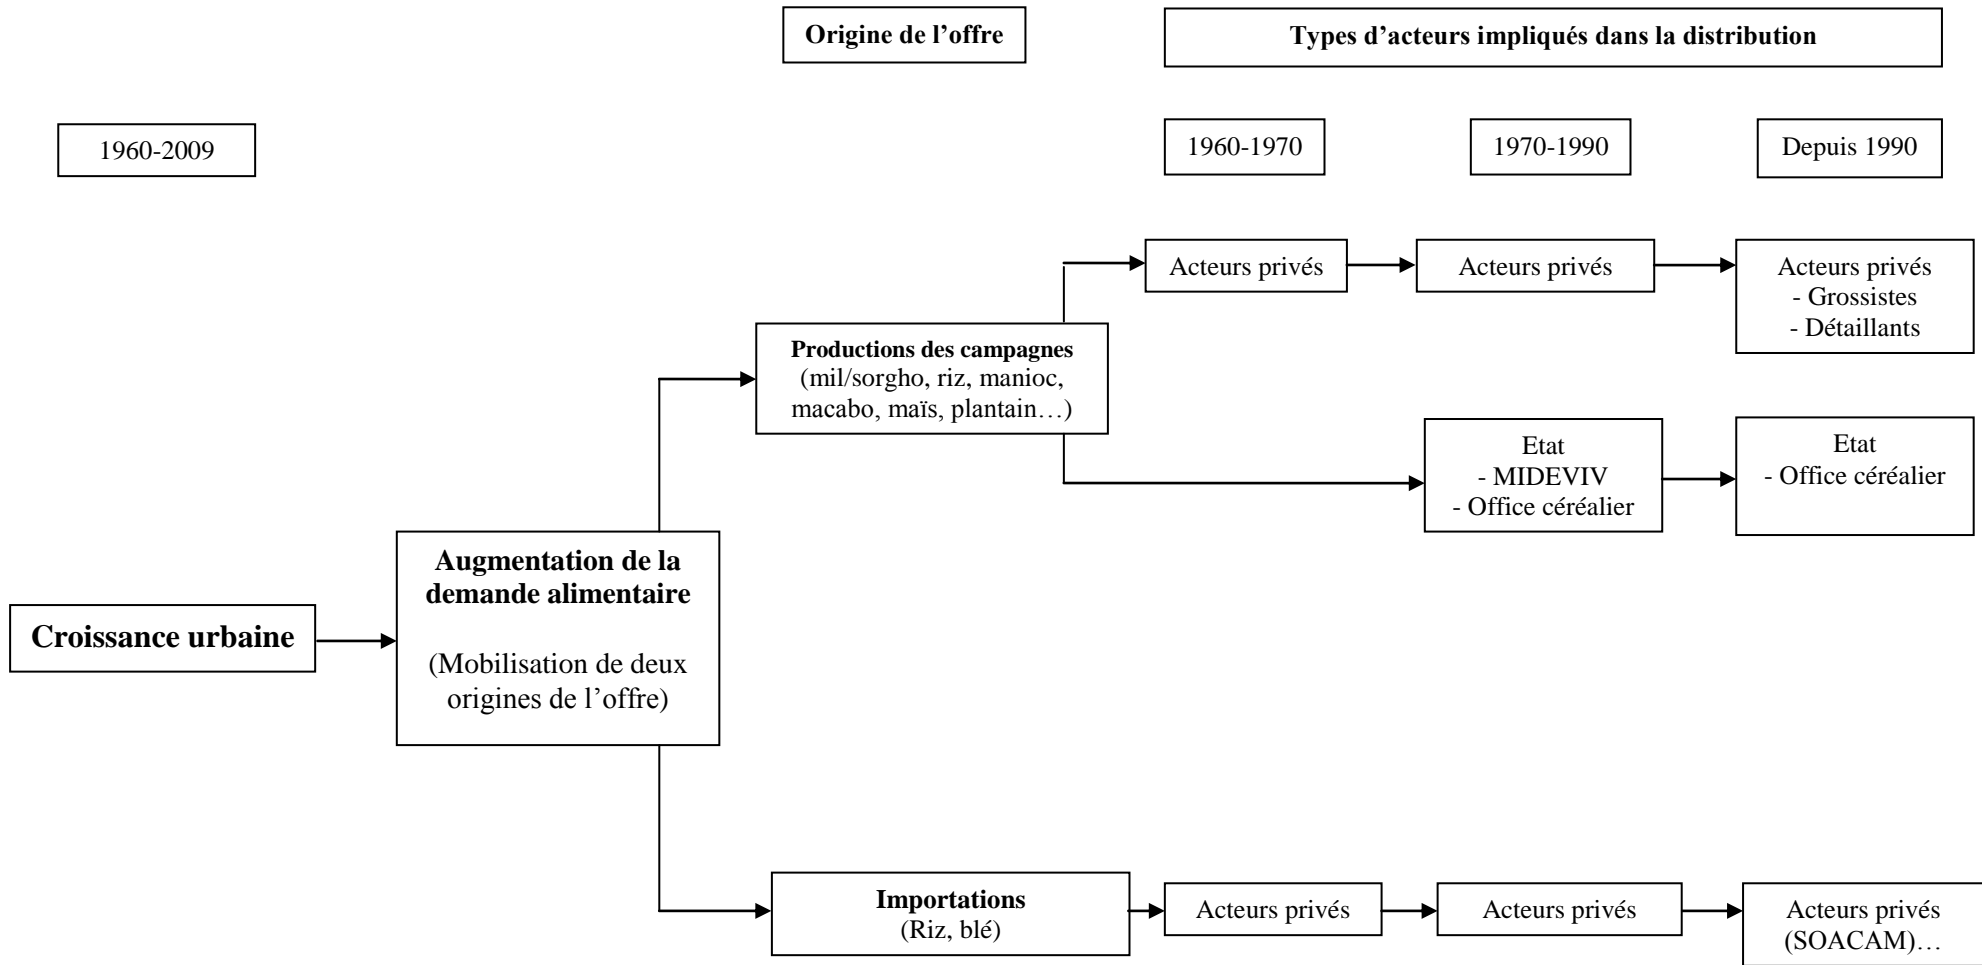 Origine de l’offre
Types d’acteurs impliqués dans la distribution
1960-2009
1960-1970
1970-1990
Depuis 1990
Acteurs privés
Acteurs privés
Acteurs privés
- Grossistes
- Détaillants
Productions des campagnes
(mil/sorgho, riz, manioc,
macabo, maïs, plantain…)
Etat
- MIDEVIV
- Office céréalier
Etat
- Office céréalier
Augmentation de la
demande alimentaire
(Mobilisation de deux
origines de l’offre)
Croissance urbaine
Importations
(Riz, blé)
Acteurs privés
Acteurs privés
Acteurs privés
(SOACAM)…